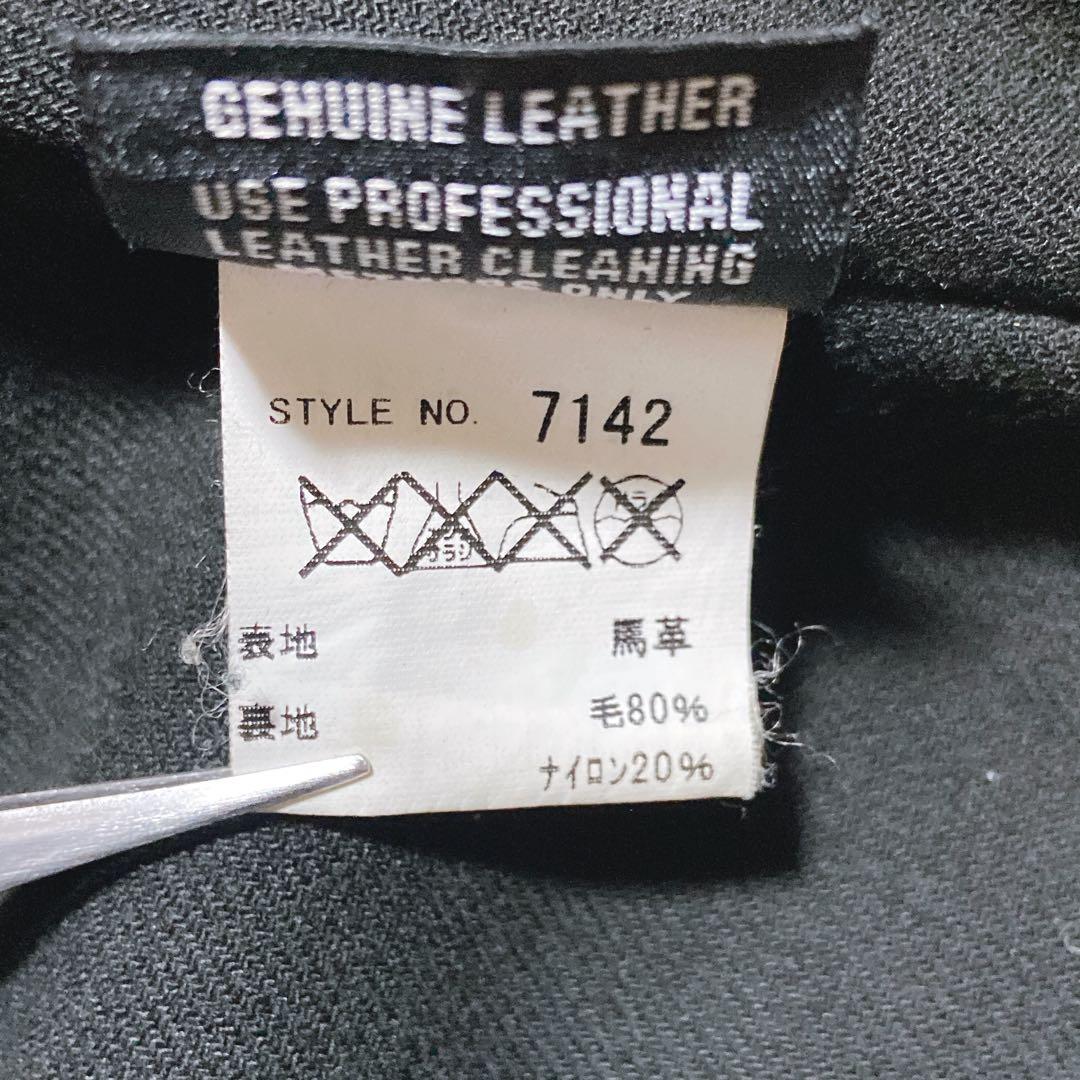 GENUINE LEATHER
USE PROFESSIONAL
LEATHER CLEANING
ONLY
STYLE NO. 7142
表地 馬革
裏地 毛80%
ナイロン20%